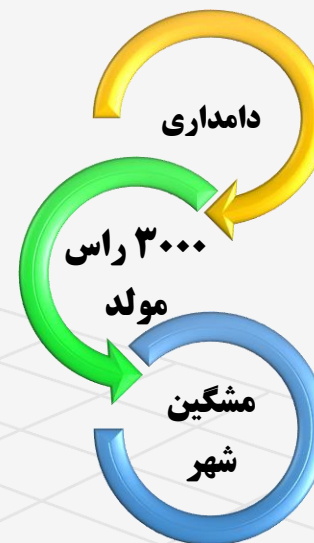 دامداری
۳۰۰۰ راس
مولد
مشگین
شهر